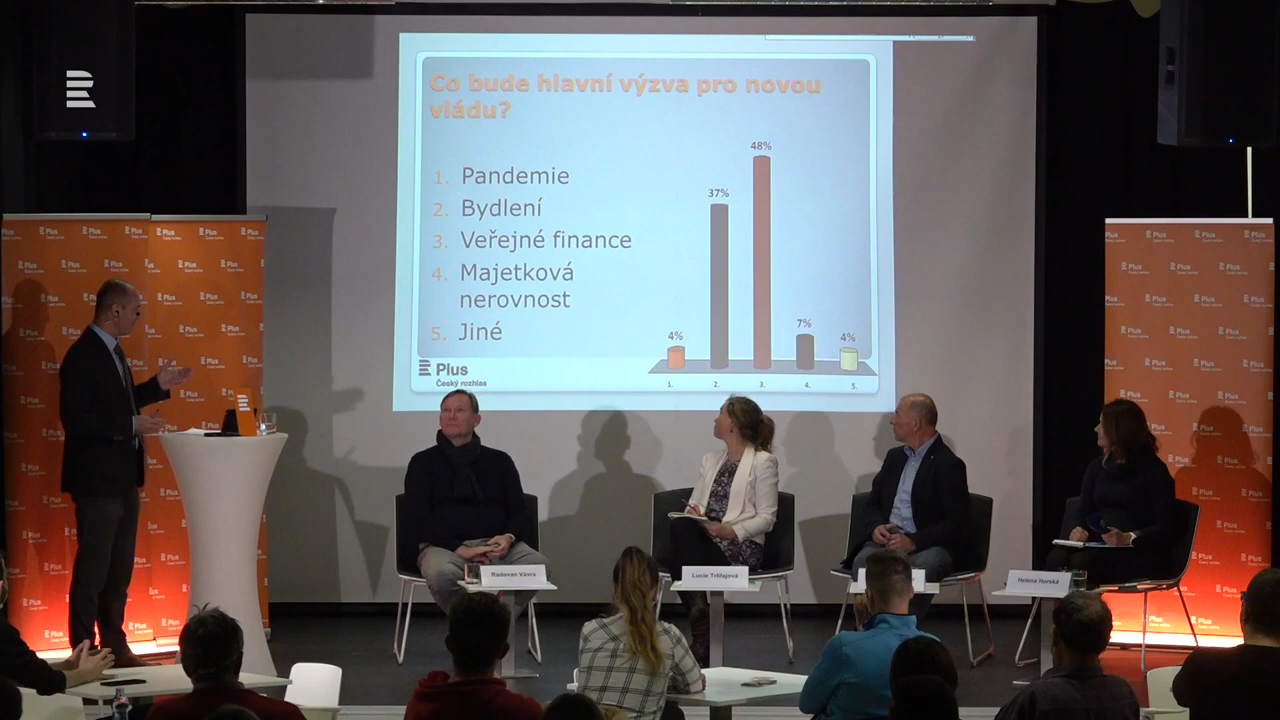 Co bude hlavní výzva pro novou
vládu?
1. Pandemie
2. Bydlení
3. Veřejné finance
4. Majetková
nerovnost
5. Jiné
4%
37%
48%
7%
4%
1.
2.
3.
4.
5.
Plus
Český rozhlas
Radovan Vávra
Lucie Trlifajová
Helena Horská